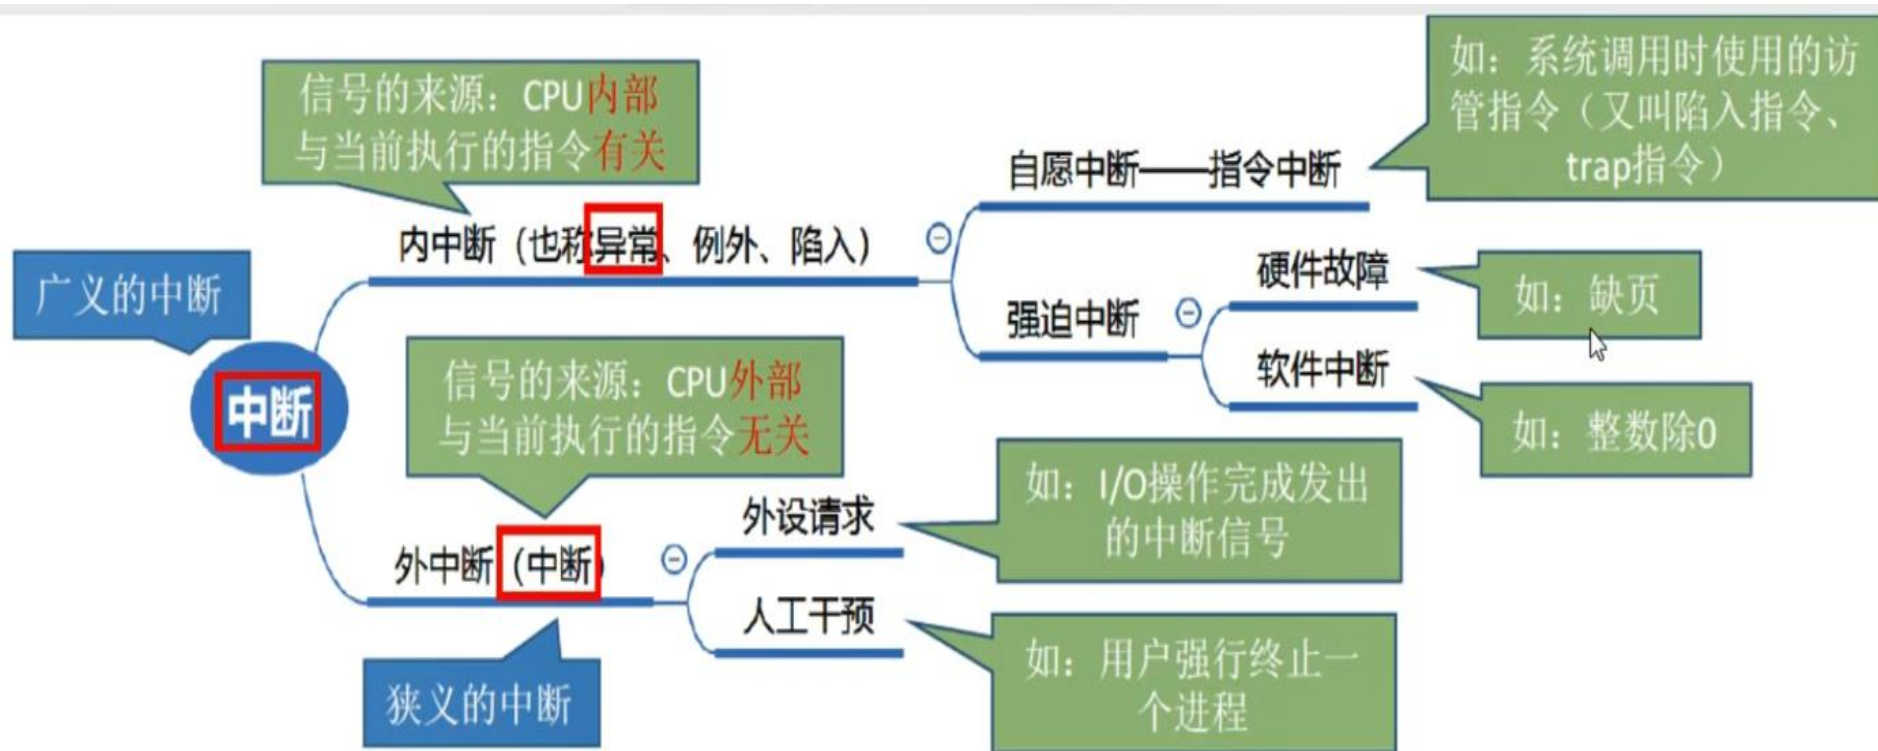 信号的来源：CPU内部
与当前执行的指令有关
如：系统调用时使用的访
管指令（又叫陷入指令、
trap指令）
自愿中断——指令中断
内中断（也称异常、例外、陷入）
广义的中断
硬件故障
如：缺页
强迫中断
软件中断
如：整数除0
中断
信号的来源：CPU外部
与当前执行的指令无关
外设请求
如：I/O操作完成发出
的中断信号
外中断（中断）
人工干预
如：用户强行终止一
个进程
狭义的中断